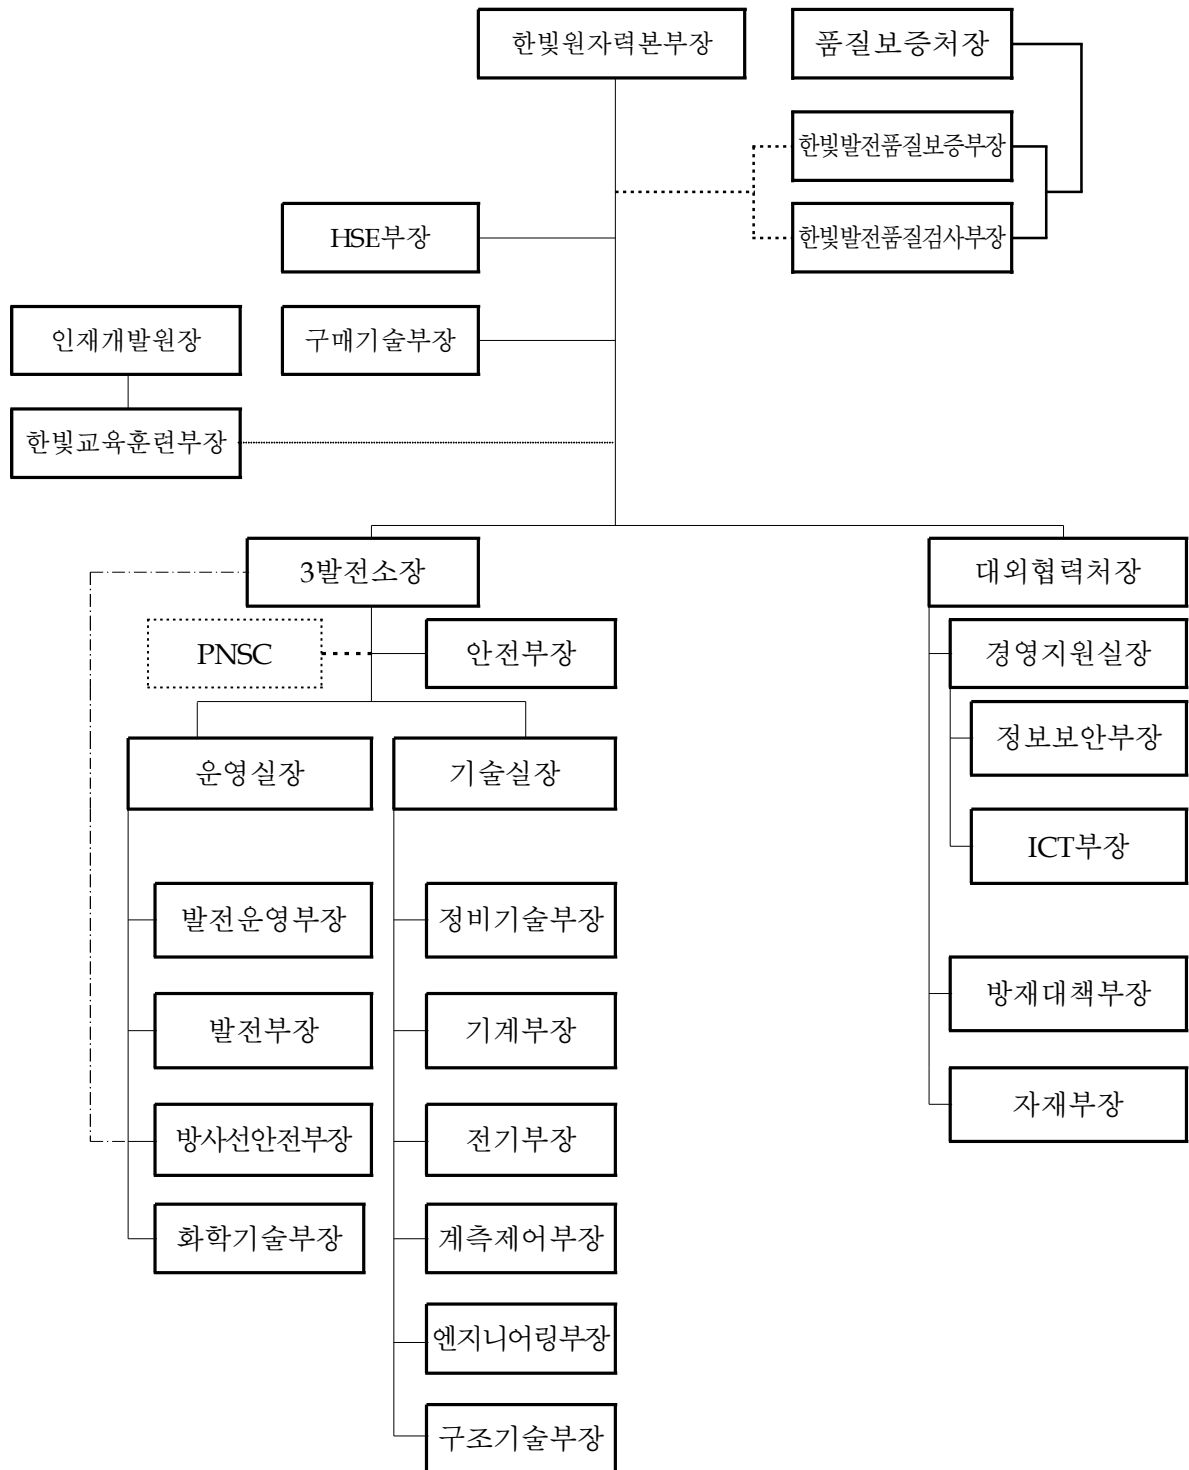 한빛원자력본부장
품질보증처장
한빛발전품질보증부장
한빛발전품질검사부장
HSE부장
인재개발원장
구매기술부장
한빛교육훈련부장
3발전소장
대외협력처장
PNSC
안전부장
경영지원실장
정보보안부장
운영실장
기술실장
ICT부장
발전운영부장
정비기술부장
방재대책부장
발전부장
기계부장
자재부장
방사선안전부장
전기부장
화학기술부장
계측제어부장
엔지니어링부장
구조기술부장